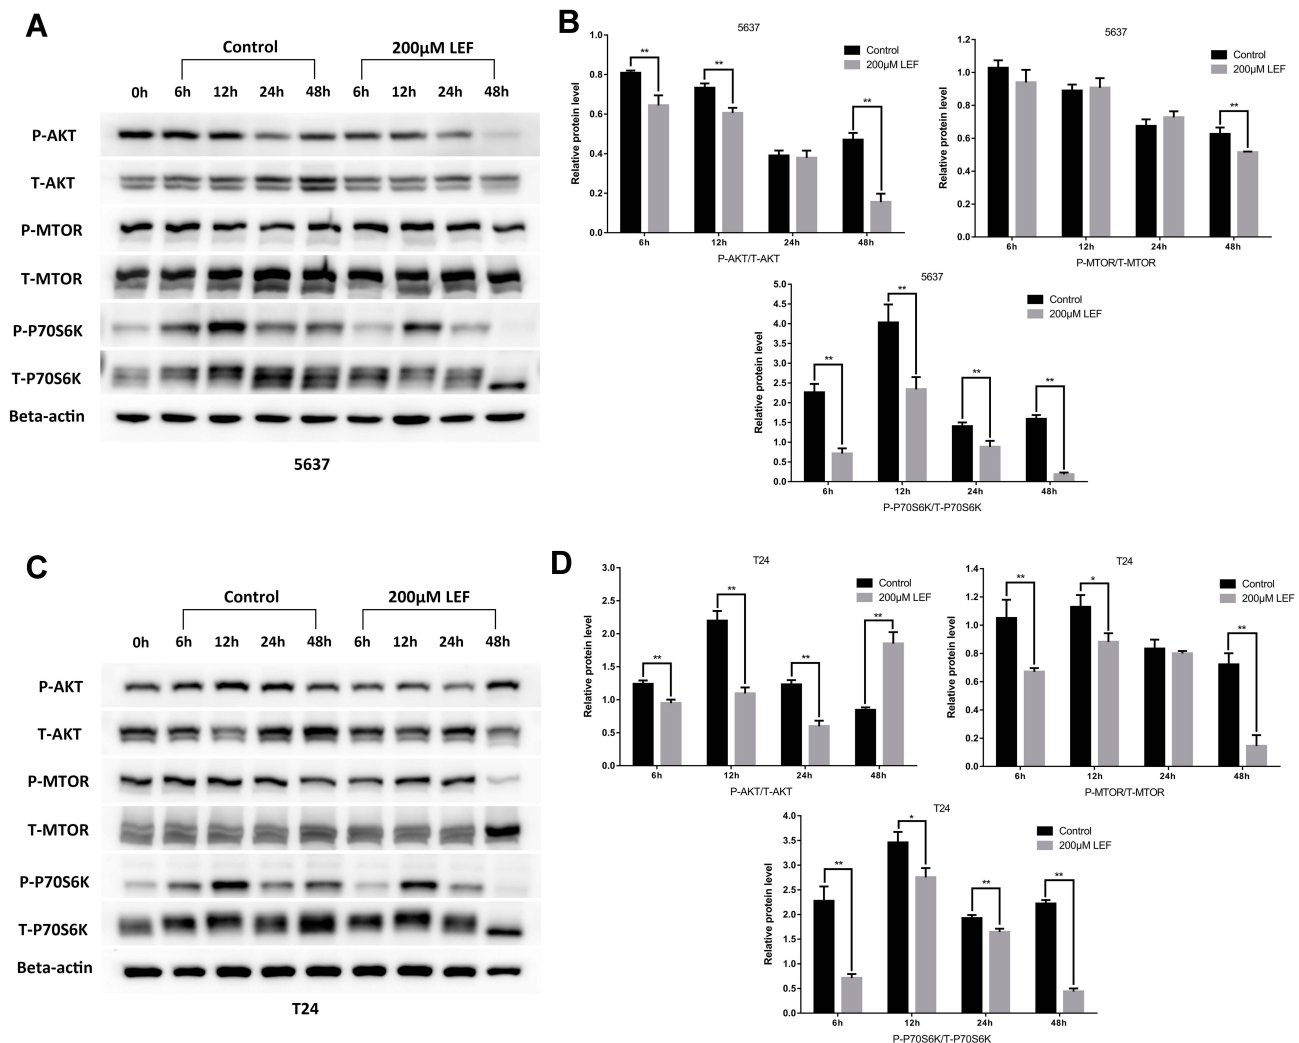 A
Control 200µM LEF
0h 6h 12h 24h 48h 6h 12h 24h 48h
P-AKT
T-AKT
P-MTOR
T-MTOR
P-P70S6K
T-P70S6K
Beta-actin
5637
B
5637
Relative protein level
1.0
0.8
0.6
0.4
0.2
0.0
** ** **
Control
200µM LEF
6h 12h 24h 48h
P-AKT/T-AKT
5637
Relative protein level
1.2
1.0
0.8
0.6
0.4
0.2
0.0
**
Control
200µM LEF
6h 12h 24h 48h
P-MTOR/T-MTOR
5637
Relative protein level
5.0
4.5
4.0
3.5
3.0
2.5
2.0
1.5
1.0
0.5
0.0
** ** ** **
Control
200µM LEF
6h 12h 24h 48h
P-P70S6K/T-P70S6K
C
Control 200µM LEF
0h 6h 12h 24h 48h 6h 12h 24h 48h
P-AKT
T-AKT
P-MTOR
T-MTOR
P-P70S6K
T-P70S6K
Beta-actin
T24
D
T24
Relative protein level
3.0
2.5
2.0
1.5
1.0
0.5
0.0
** ** ** **
Control
200µM LEF
6h 12h 24h 48h
P-AKT/T-AKT
T24
Relative protein level
1.4
1.2
1.0
0.8
0.6
0.4
0.2
0.0
** * **
Control
200µM LEF
6h 12h 24h 48h
P-MTOR/T-MTOR
T24
Relative protein level
4.0
3.5
3.0
2.5
2.0
1.5
1.0
0.5
0.0
** * ** **
Control
200µM LEF
6h 12h 24h 48h
P-P70S6K/T-P70S6K